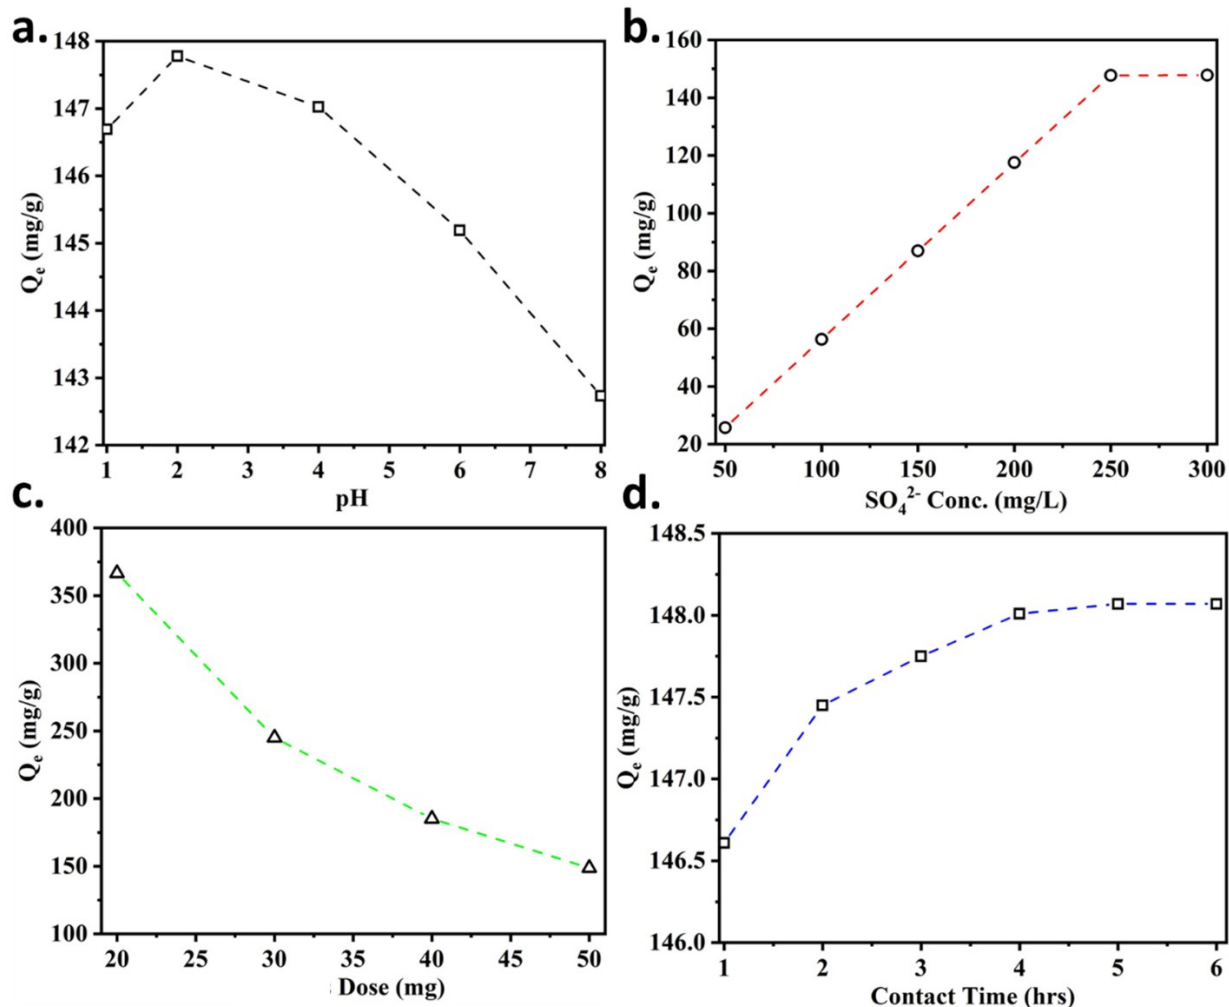 a.
148
147
146
145
144
143
142
Qe (mg/g)
1 2 3 4 5 6 7 8
pH
b.
160
140
120
100
80
60
40
20
Qe (mg/g)
50 100 150 200 250 300
SO₄²⁻ Conc. (mg/L)
c.
400
350
300
250
200
150
100
Qe (mg/g)
20 25 30 35 40 45 50
Dose (mg)
d.
148.5
148.0
147.5
147.0
146.5
146.0
Qe (mg/g)
1 2 3 4 5 6
Contact Time (hrs)